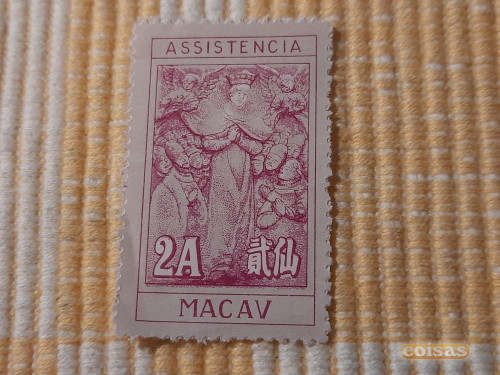 ASSISTENCIA
2A 貳仙
MACAV
coisas